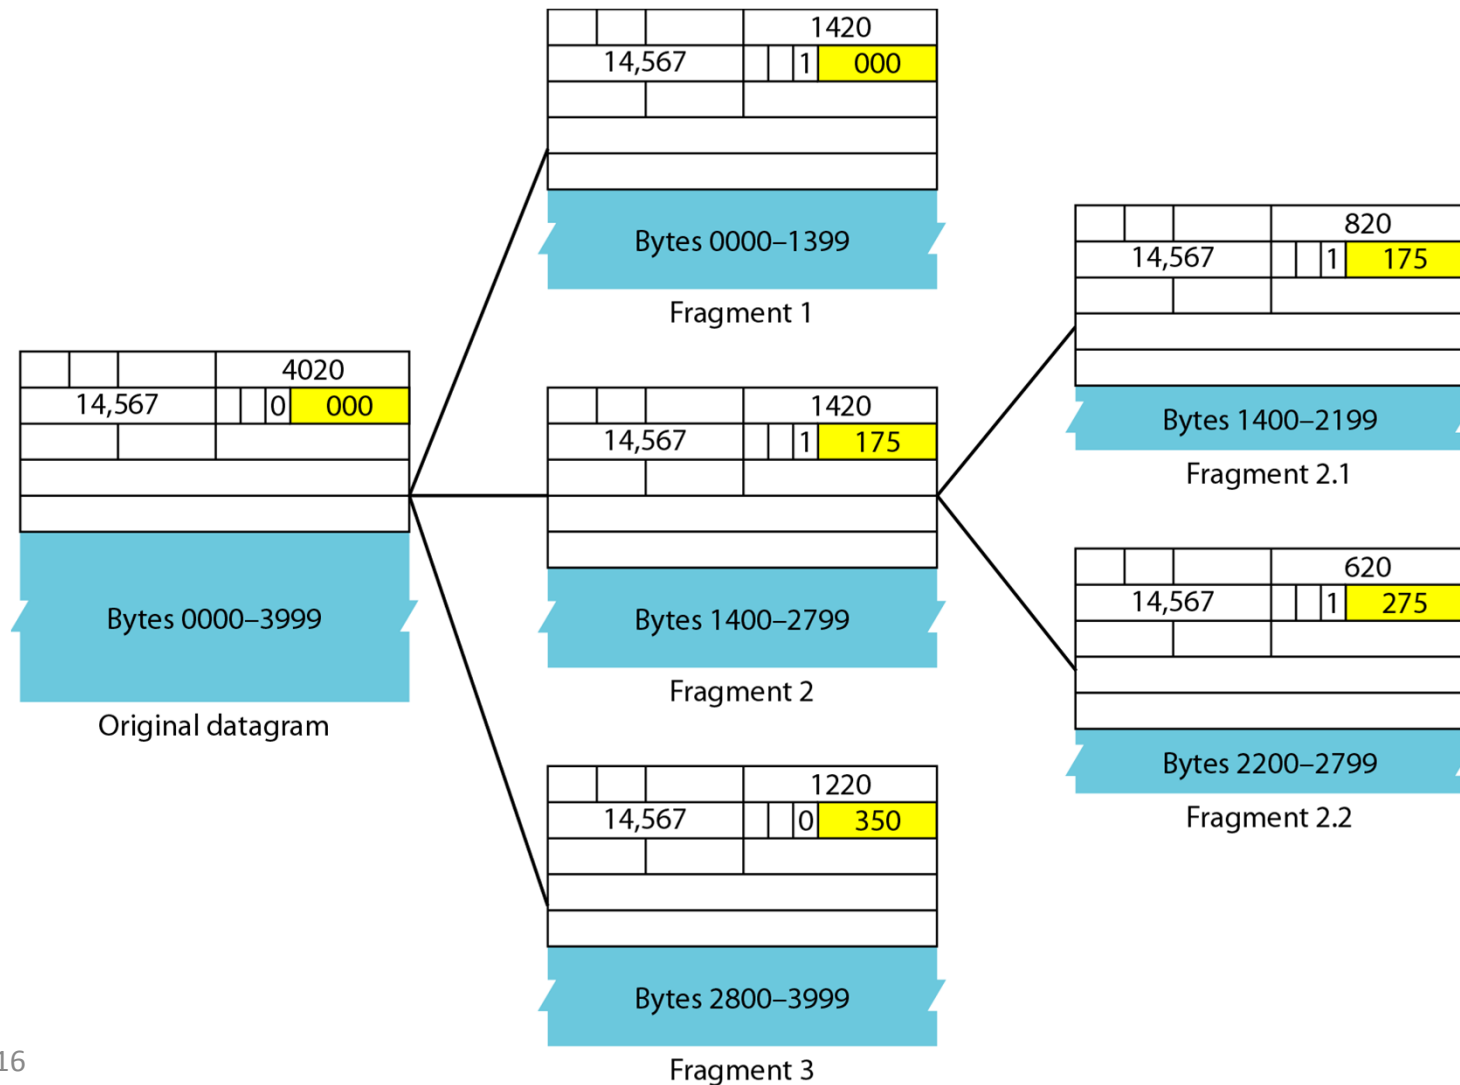 4020
14,567 0 000
Bytes 0000–3999
Original datagram
1420
14,567 1 000
Bytes 0000–1399
Fragment 1
1420
14,567 1 175
Bytes 1400–2799
Fragment 2
1220
14,567 0 350
Bytes 2800–3999
Fragment 3
820
14,567 1 175
Bytes 1400–2199
Fragment 2.1
620
14,567 1 275
Bytes 2200–2799
Fragment 2.2
16